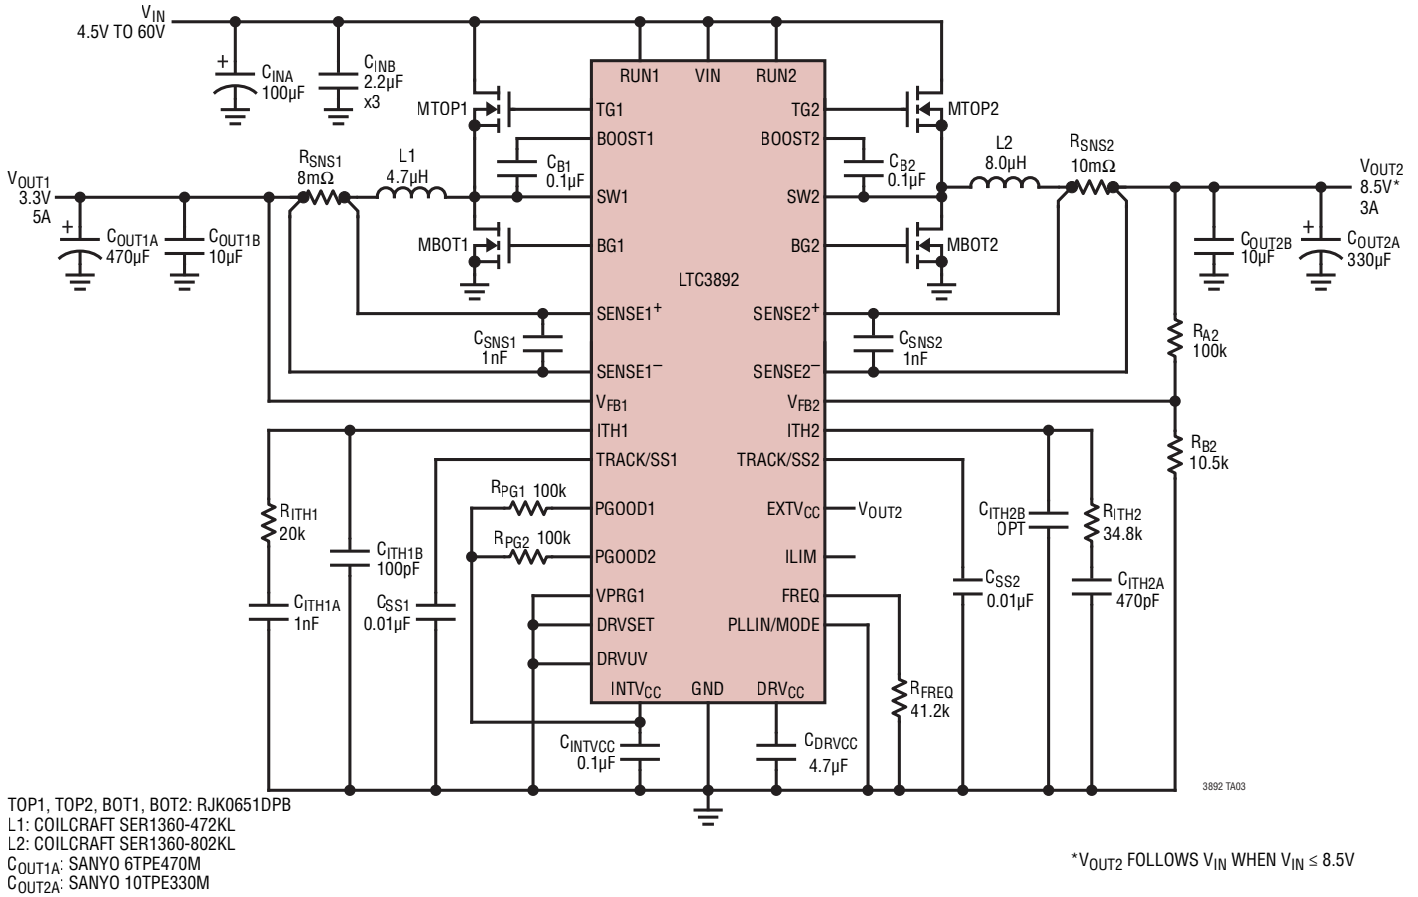 VIN
4.5V TO 60V
CINA
100µF
CINB
2.2µF
x3
RUN1
VIN
RUN2
MTOP1
TG1
TG2
MTOP2
BOOST1
BOOST2
CB1
0.1µF
CB2
0.1µF
L1
4.7µH
RSNS1
8mΩ
L2
8.0µH
RSNS2
10mΩ
VOUT1
3.3V
5A
VOUT2
8.5V*
3A
SW1
SW2
COUT1A
470µF
COUT1B
10µF
MBOT1
BG1
BG2
MBOT2
COUT2B
10µF
COUT2A
330µF
LTC3892
SENSE1+
SENSE2+
CSNS1
1nF
CSNS2
1nF
RA2
100k
SENSE1–
SENSE2–
VFB1
VFB2
ITH1
ITH2
RB2
10.5k
TRACK/SS1
TRACK/SS2
RPG1 100k
PGOOD1
EXTVCC
VOUT2
RITH1
20k
CITH2B
OPT
RITH2
34.8k
RPG2 100k
PGOOD2
ILIM
CITH1B
100pF
CITH1A
1nF
CSS1
0.01µF
VPRG1
FREQ
CSS2
0.01µF
CITH2A
470pF
DRVSET
PLLIN/MODE
DRVUV
INTVCC
GND
DRVCC
RFREQ
41.2k
CINTVCC
0.1µF
CDRVCC
4.7µF
3892 TA03
TOP1, TOP2, BOT1, BOT2: RJK0651DPB
L1: COILCRAFT SER1360-472KL
L2: COILCRAFT SER1360-802KL
COUT1A: SANYO 6TPE470M
COUT2A: SANYO 10TPE330M
*VOUT2 FOLLOWS VIN WHEN VIN ≤ 8.5V